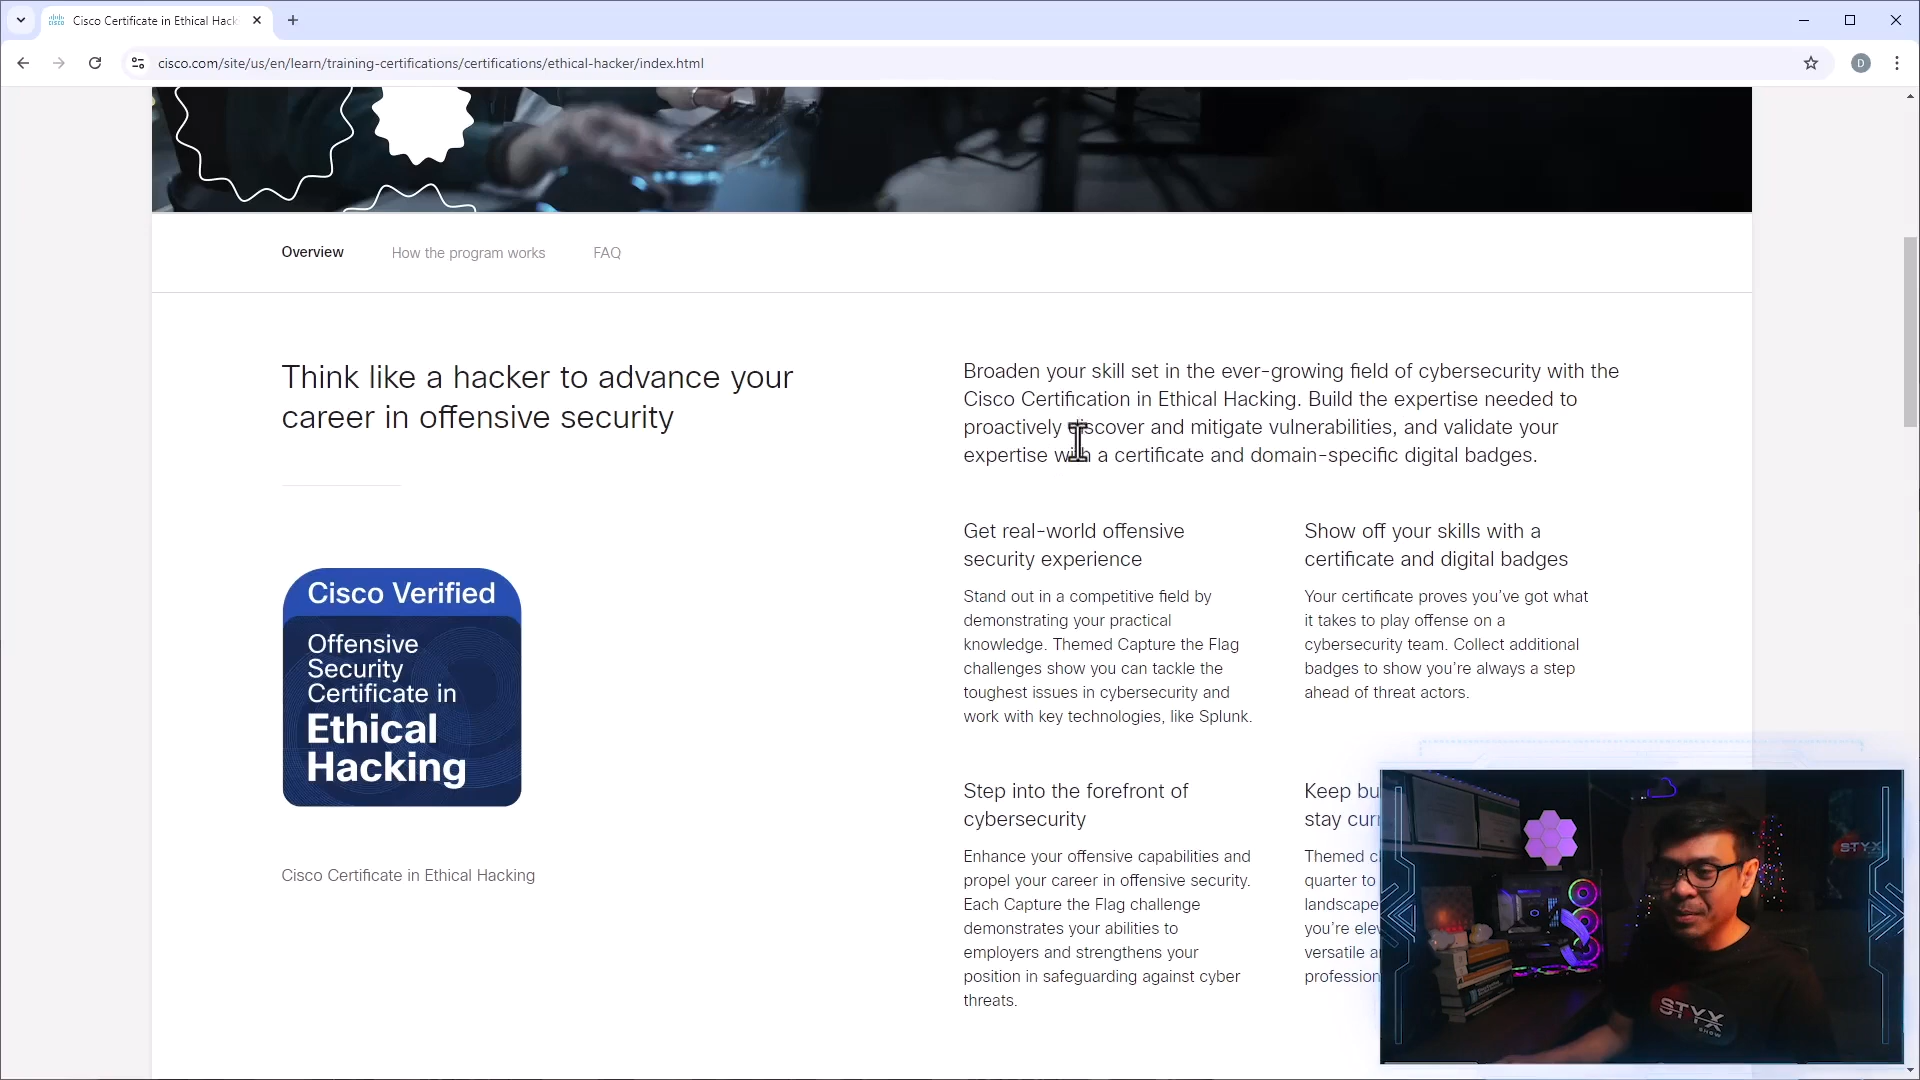 Cisco Certificate in Ethical Hack
cisco.com/site/us/en/learn/training-certifications/certifications/ethical-hacker/index.html
D
Overview
How the program works
FAQ
Think like a hacker to advance your
career in offensive security
Cisco Verified
Offensive
Security
Certificate in
Ethical
Hacking
Cisco Certificate in Ethical Hacking
Broaden your skill set in the ever-growing field of cybersecurity with the
Cisco Certification in Ethical Hacking. Build the expertise needed to
proactively discover and mitigate vulnerabilities, and validate your
expertise with a certificate and domain-specific digital badges.
Get real-world offensive
security experience
Stand out in a competitive field by
demonstrating your practical
knowledge. Themed Capture the Flag
challenges show you can tackle the
toughest issues in cybersecurity and
work with key technologies, like Splunk.
Show off your skills with a
certificate and digital badges
Your certificate proves you’ve got what
it takes to play offense on a
cybersecurity team. Collect additional
badges to show you’re always a step
ahead of threat actors.
Step into the forefront of
cybersecurity
Enhance your offensive capabilities and
propel your career in offensive security.
Each Capture the Flag challenge
demonstrates your abilities to
employers and strengthens your
position in safeguarding against cyber
threats.
Keep bu
stay curr
Themed c
quarter to
landscape
you’re ele
versatile a
profession
STYX
STYX
SHOW